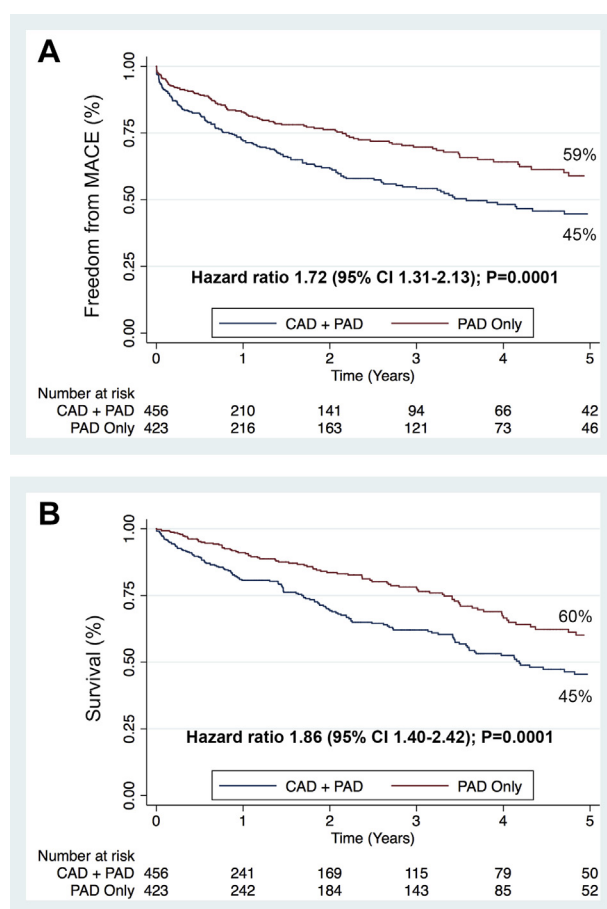 A
Freedom from MACE (%)
1.00
0.75
0.50
0.25
0.00
59%
45%
Hazard ratio 1.72 (95% CI 1.31-2.13); P=0.0001
CAD + PAD PAD Only
0 1 2 3 4 5
Time (Years)
Number at risk
CAD + PAD 456 210 141 94 66 42
PAD Only 423 216 163 121 73 46
B
Survival (%)
1.00
0.75
0.50
0.25
0.00
60%
45%
Hazard ratio 1.86 (95% CI 1.40-2.42); P=0.0001
CAD + PAD PAD Only
0 1 2 3 4 5
Time (Years)
Number at risk
CAD + PAD 456 241 169 115 79 50
PAD Only 423 242 184 143 85 52